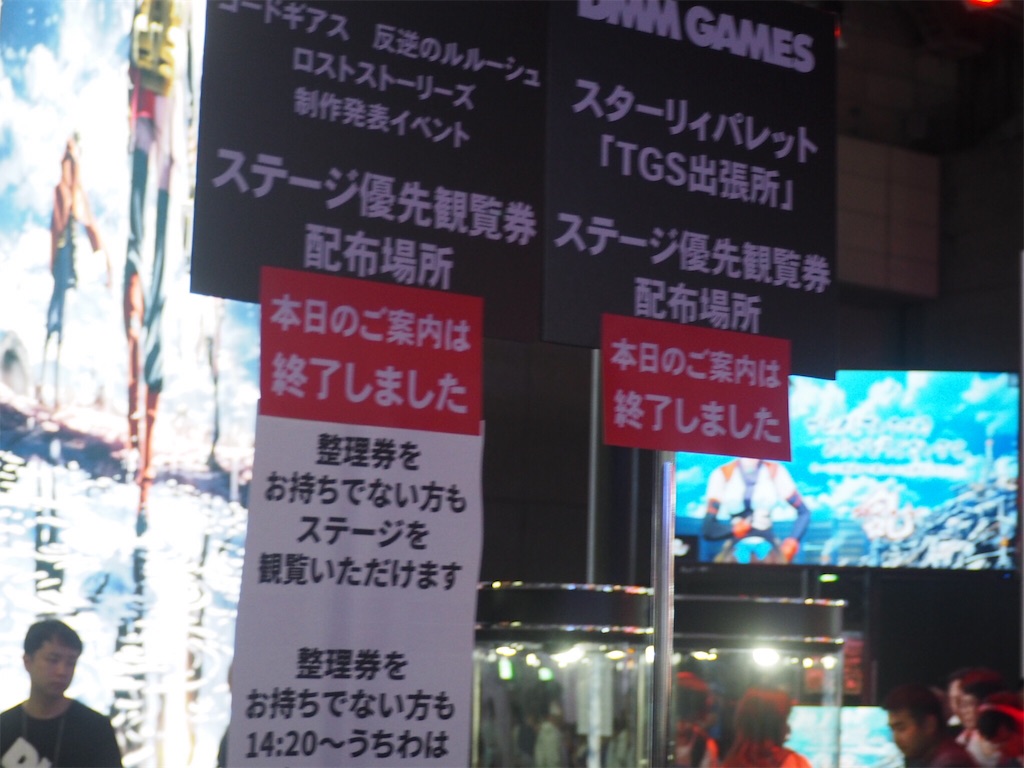 コードギアス 反逆のルルーシュ
ロストストーリーズ
制作発表イベント
ステージ優先観覧券
配布場所
本日のご案内は
終了しました
整理券を
お持ちでない方も
ステージを
観覧いただけます
整理券を
お持ちでない方も
14:20～うちわは
DMM GAMES
スターリィパレット
「TGS出張所」
ステージ優先観覧券
配布場所
本日のご案内は
終了しました